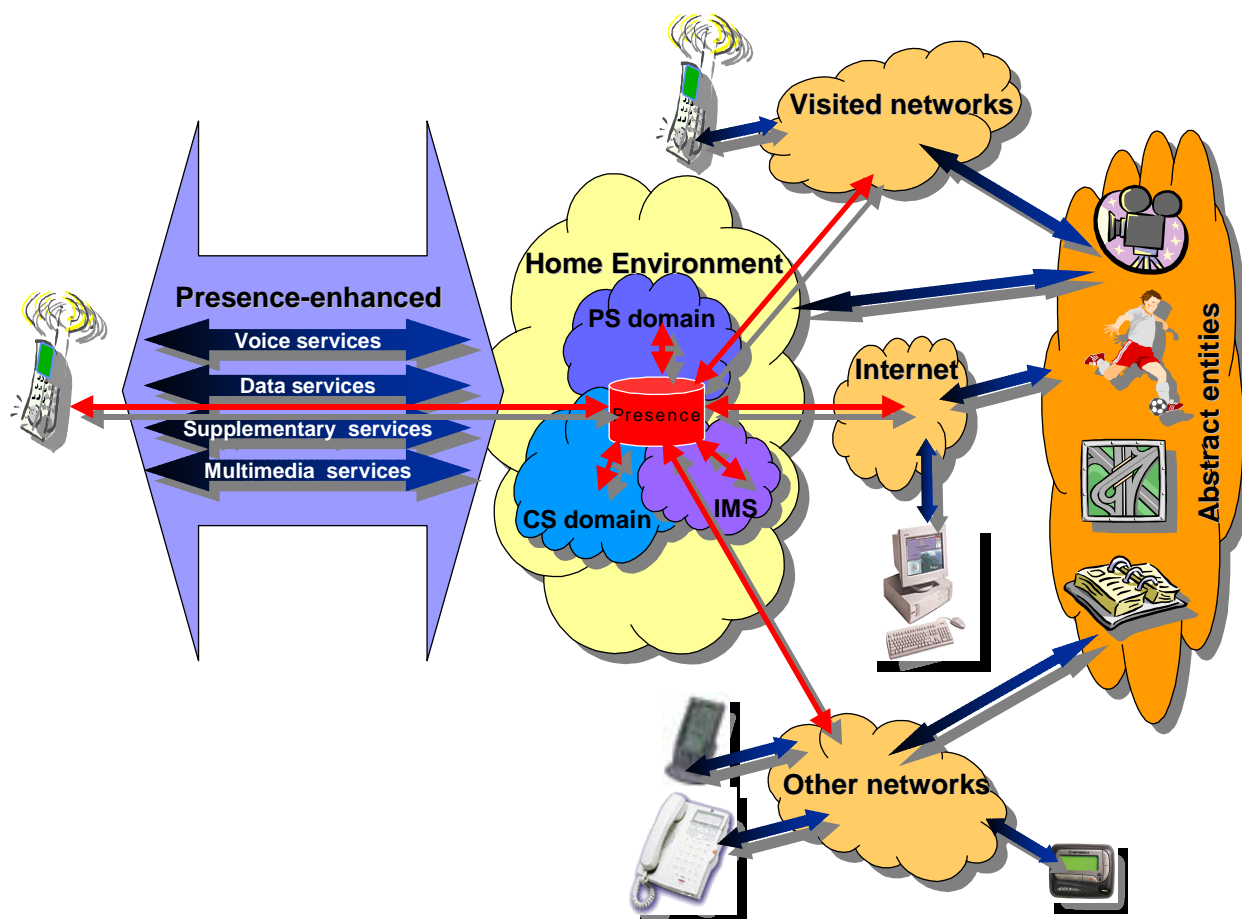 Visited networks
Home Environment
Presence-enhanced
PS domain
Voice services
Internet
Data services
Presence
Supplementary services
Multimedia services
CS domain
IMS
Abstract entities
Other networks
MOTOROLA